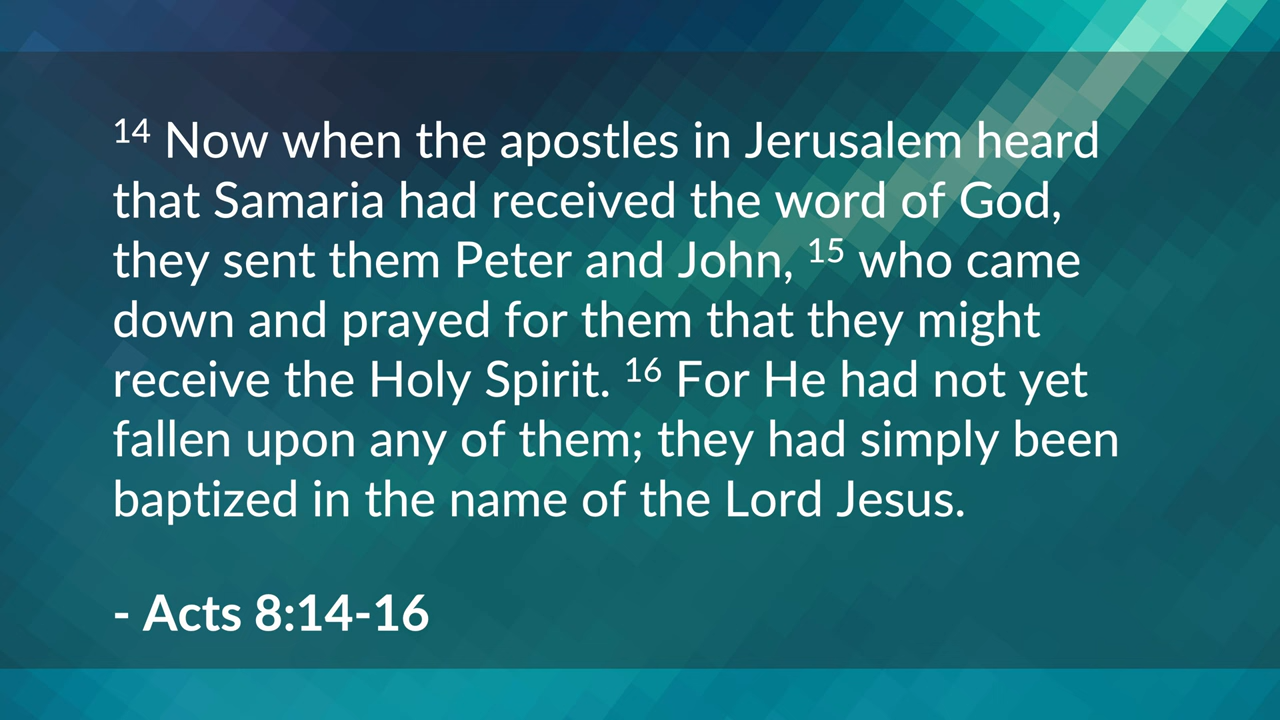 14 Now when the apostles in Jerusalem heard
that Samaria had received the word of God,
they sent them Peter and John, 15 who came
down and prayed for them that they might
receive the Holy Spirit. 16 For He had not yet
fallen upon any of them; they had simply been
baptized in the name of the Lord Jesus.
- Acts 8:14-16